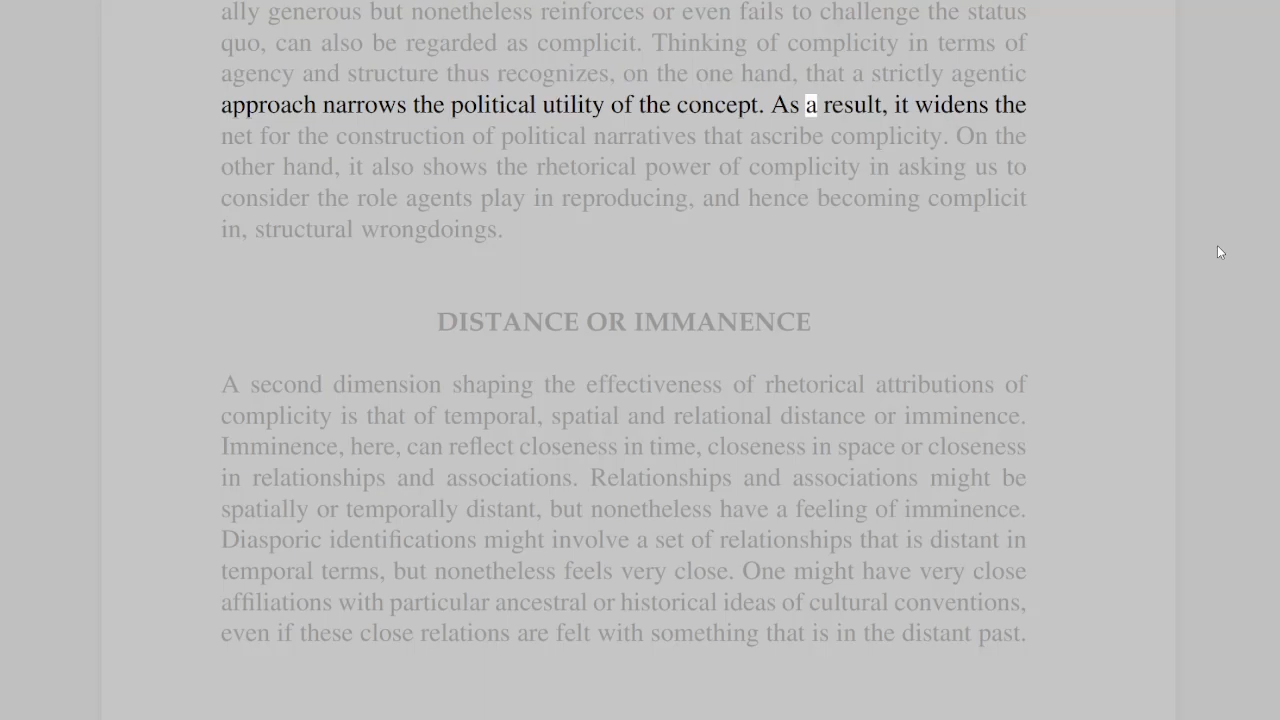 ally generous but nonetheless reinforces or even fails to challenge the status
quo, can also be regarded as complicit. Thinking of complicity in terms of
agency and structure thus recognizes, on the one hand, that a strictly agentic
approach narrows the political utility of the concept. As a result, it widens the
net for the construction of political narratives that ascribe complicity. On the
other hand, it also shows the rhetorical power of complicity in asking us to
consider the role agents play in reproducing, and hence becoming complicit
in, structural wrongdoings.
DISTANCE OR IMMANENCE
A second dimension shaping the effectiveness of rhetorical attributions of
complicity is that of temporal, spatial and relational distance or imminence.
Imminence, here, can reflect closeness in time, closeness in space or closeness
in relationships and associations. Relationships and associations might be
spatially or temporally distant, but nonetheless have a feeling of imminence.
Diasporic identifications might involve a set of relationships that is distant in
temporal terms, but nonetheless feels very close. One might have very close
affiliations with particular ancestral or historical ideas of cultural conventions,
even if these close relations are felt with something that is in the distant past.